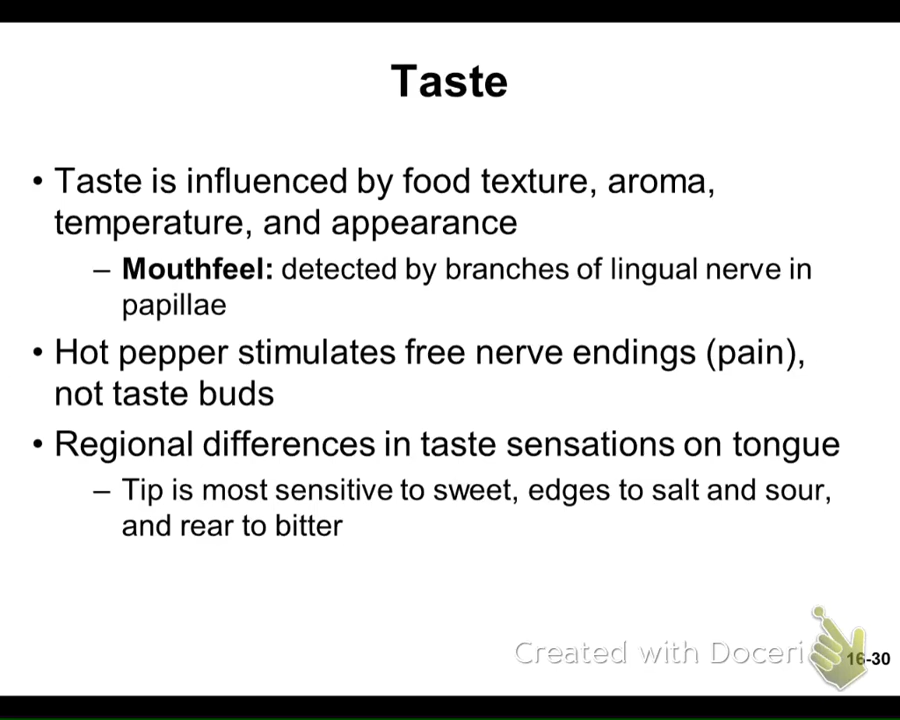 Taste
• Taste is influenced by food texture, aroma,
temperature, and appearance
– Mouthfeel: detected by branches of lingual nerve in
papillae
• Hot pepper stimulates free nerve endings (pain),
not taste buds
• Regional differences in taste sensations on tongue
– Tip is most sensitive to sweet, edges to salt and sour,
and rear to bitter
Created with Doceri
16-30